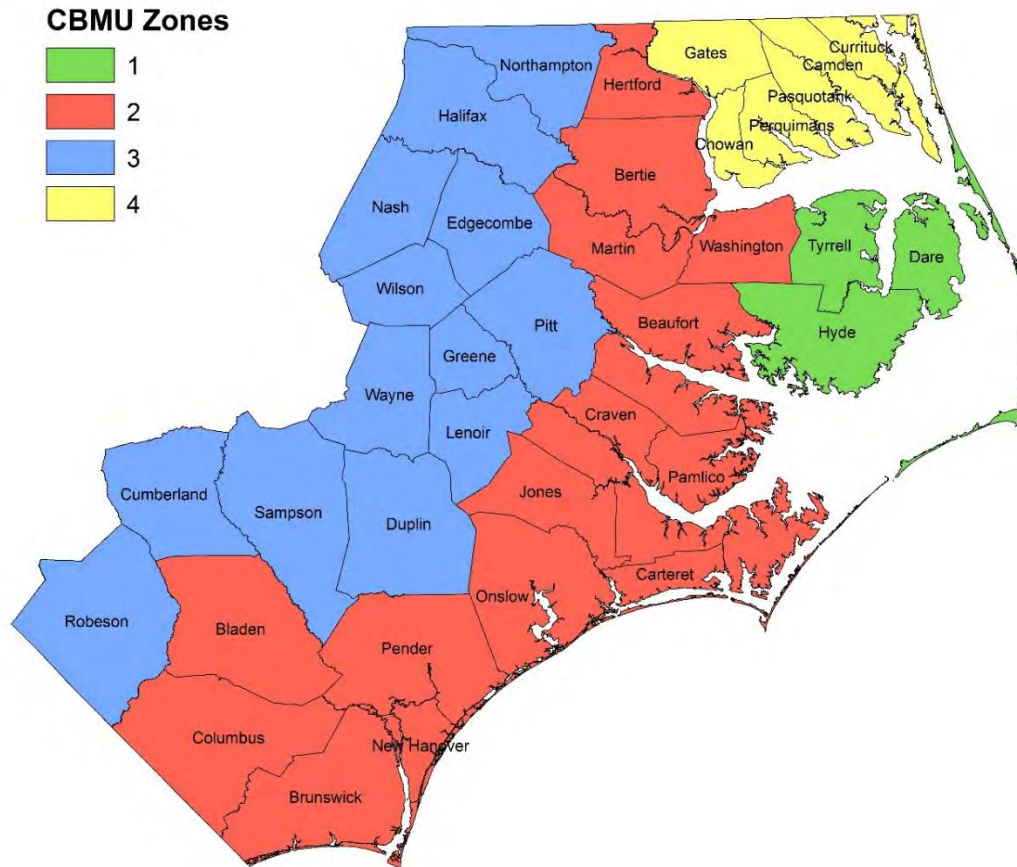 CBMU Zones
1
2
3
4
Northampton
Hertford
Gates
Currituck
Camden
Pasquotank
Perquimans
Chowan
Halifax
Bertie
Nash
Edgecombe
Martin
Washington
Tyrrell
Dare
Wilson
Pitt
Beaufort
Hyde
Greene
Wayne
Craven
Lenoir
Pamlico
Jones
Cumberland
Sampson
Duplin
Carteret
Onslow
Robeson
Bladen
Pender
Columbus
New Hanover
Brunswick